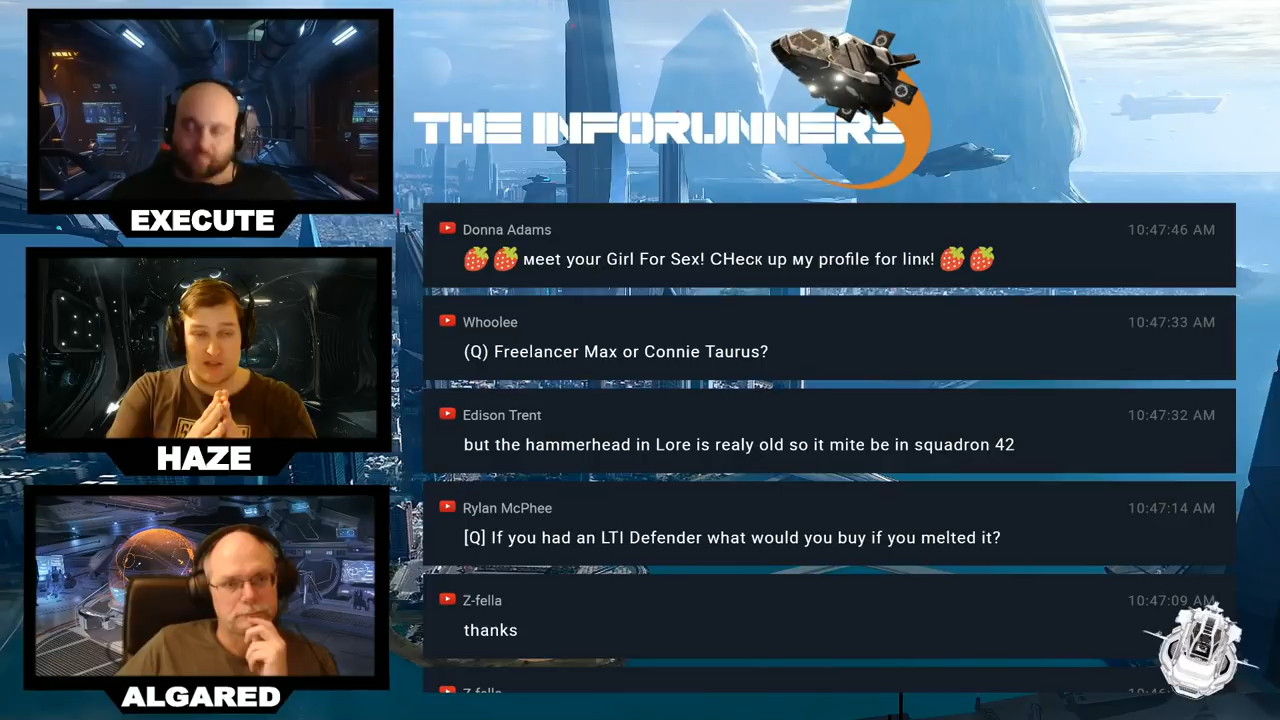 THE INFORUNNERS
EXECUTE
HAZE
ALGARED
Donna Adams 10:47:46 AM
🍓 🍓 мeet your Girl For Sex! CHecк up мy profile for linк! 🍓 🍓
Whoolee 10:47:33 AM
(Q) Freelancer Max or Connie Taurus?
Edison Trent 10:47:32 AM
but the hammerhead in Lore is realy old so it mite be in squadron 42
Rylan McPhee 10:47:14 AM
[Q] If you had an LTI Defender what would you buy if you melted it?
Z-fella 10:47:09 AM
thanks
Z-fella